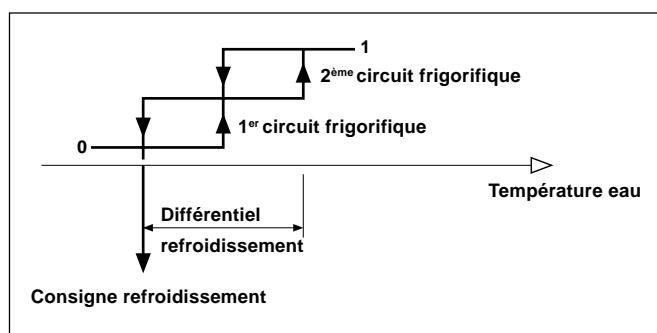 1
2ème circuit frigorifique
1er circuit frigorifique
0
Température eau
Différentiel
refroidissement
Consigne refroidissement